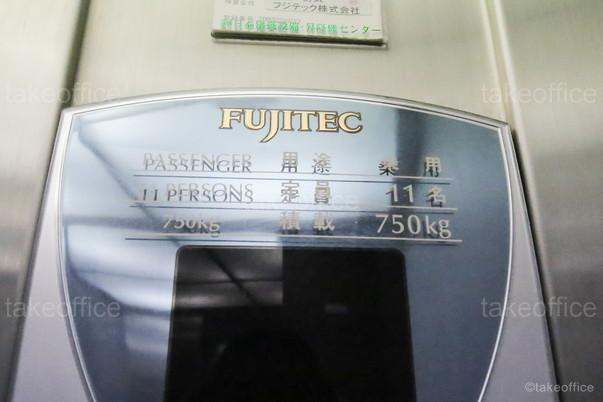 フジテック株式会社
FUJITEC
PASSENGER 用途 乗用
11 PERSONS 定員 11名
750kg 積載 750kg
takeoffice
takeoffice
takeoffice
takeoffice
takeoffice
takeoffice
©takeoffice